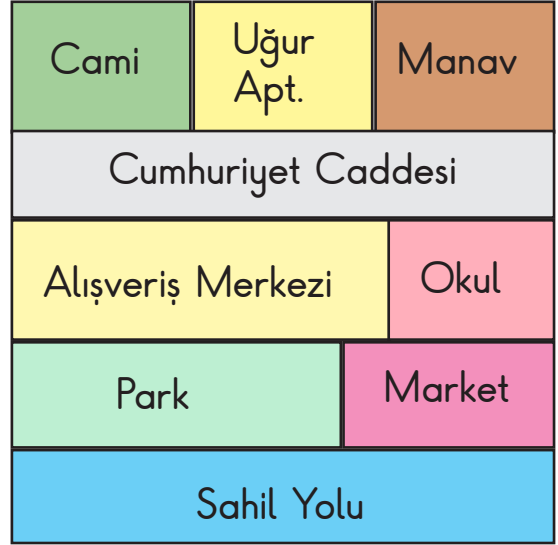 Cami
Uğur
Apt.
Manav
Cumhuriyet Caddesi
Alışveriş Merkezi
Okul
Park
Market
Sahil Yolu